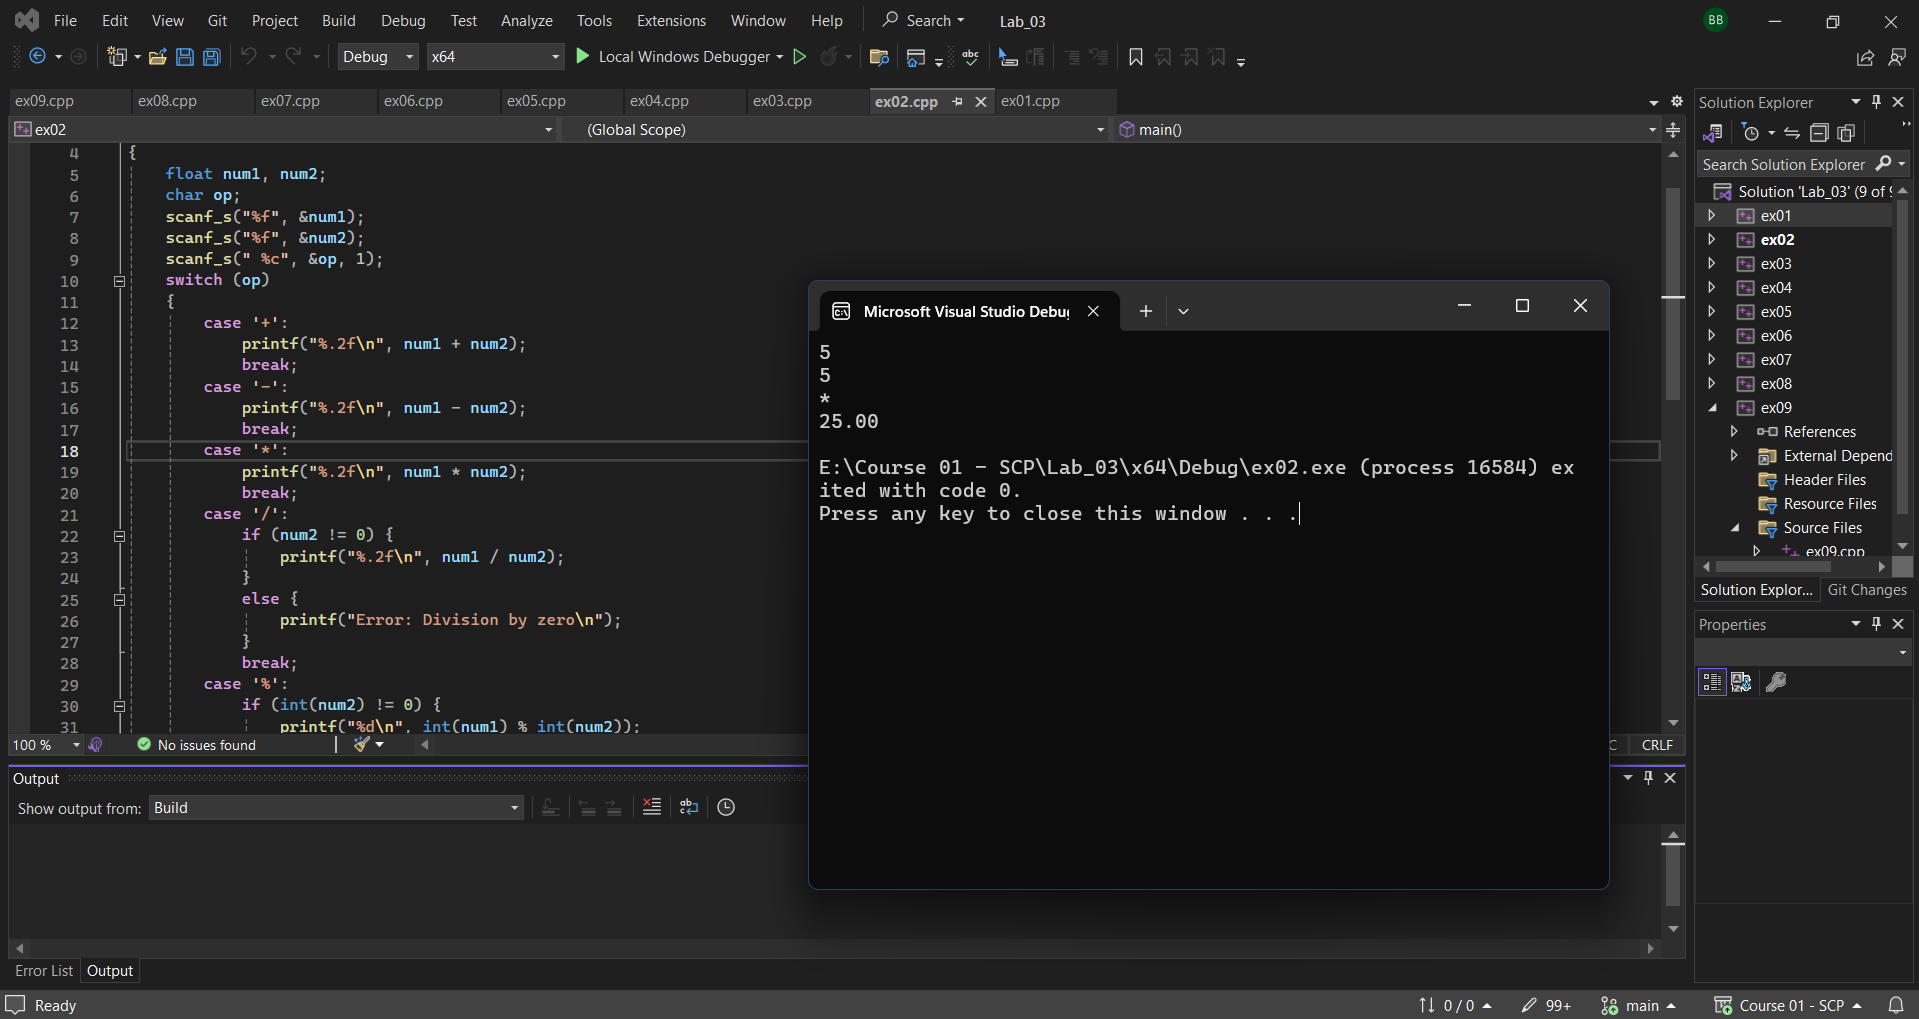 File Edit View Git Project Build Debug Test Analyze Tools Extensions Window Help Search Lab_03 BB
Debug x64 Local Windows Debugger
ex09.cpp ex08.cpp ex07.cpp ex06.cpp ex05.cpp ex04.cpp ex03.cpp ex02.cpp ex01.cpp
ex02 (Global Scope) main()
4 {
5 float num1, num2;
6 char op;
7 scanf_s("%f", &num1);
8 scanf_s("%f", &num2);
9 scanf_s(" %c", &op, 1);
10 switch (op)
11 {
12 case '+':
13 printf("%.2f\n", num1 + num2);
14 break;
15 case '-':
16 printf("%.2f\n", num1 - num2);
17 break;
18 case '*':
19 printf("%.2f\n", num1 * num2);
20 break;
21 case '/':
22 if (num2 != 0) {
23 printf("%.2f\n", num1 / num2);
24 }
25 else {
26 printf("Error: Division by zero\n");
27 }
28 break;
29 case '%':
30 if (int(num2) != 0) {
31 printf("%d\n", int(num1) % int(num2));
100 % No issues found
C CRLF
Microsoft Visual Studio Debug
5
5
*
25.00
E:\Course 01 - SCP\Lab_03\x64\Debug\ex02.exe (process 16584) ex
ited with code 0.
Press any key to close this window . . .
Output
Show output from: Build
Error List Output
Solution Explorer
Search Solution Explorer
Solution 'Lab_03' (9 of 9
ex01
ex02
ex03
ex04
ex05
ex06
ex07
ex08
ex09
References
External Depend
Header Files
Resource Files
Source Files
ex09.cpp
Solution Explor... Git Changes
Properties
Ready 0 / 0 99+ main Course 01 - SCP